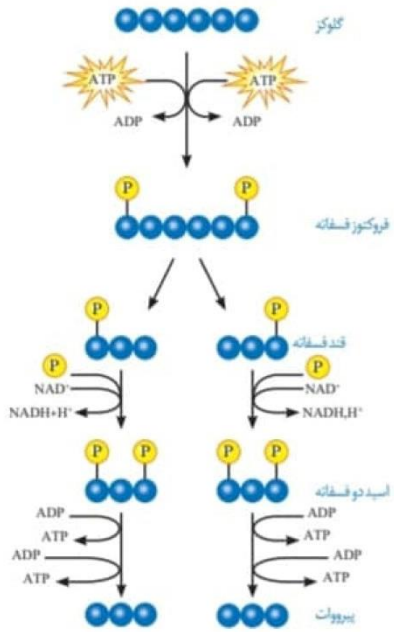 گلوکز
ATP ATP
ADP ADP
P P
فروکتوز فسفاته
P P
قند فسفاته
P P
NAD⁺ NAD⁺
NADH+H⁺ NADH,H⁺
P P P P
اسید دو فسفاته
ADP ADP
ATP ATP
ADP ADP
ATP ATP
پیرووات